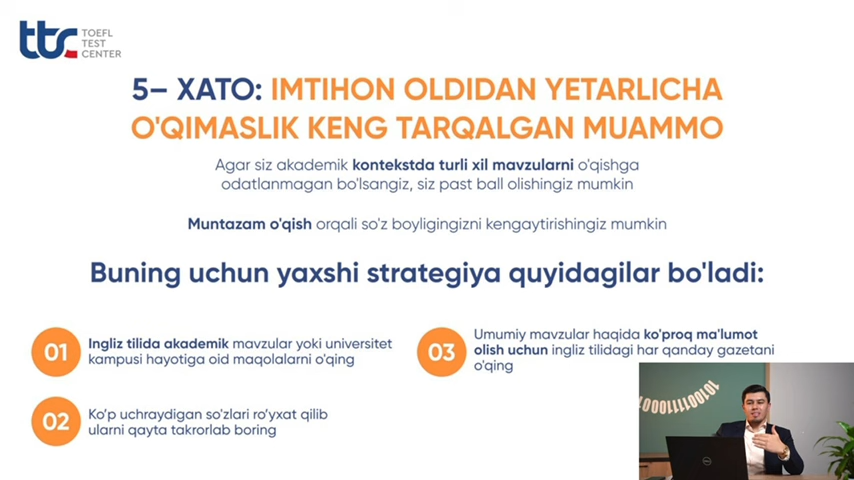 ttc TOEFL
TEST
CENTER
5– XATO: IMTIHON OLDIDAN YETARLICHA
O'QIMASLIK KENG TARQALGAN MUAMMO
Agar siz akademik kontekstda turli xil mavzularni o'qishga
odatlanmagan bo'lsangiz, siz past ball olishingiz mumkin
Muntazam o'qish orqali so'z boyligingizni kengaytirishingiz mumkin
Buning uchun yaxshi strategiya quyidagilar bo'ladi:
01
Ingliz tilida akademik mavzular yoki universitet
kampusi hayotiga oid maqolalarni o'qing
02
Ko’p uchraydigan so'zlari ro’yxat qilib
ularni qayta takrorlab boring
03
Umumiy mavzular haqida ko'proq ma'lumot
olish uchun ingliz tilidagi har qanday gazetani
o'qing
DELL